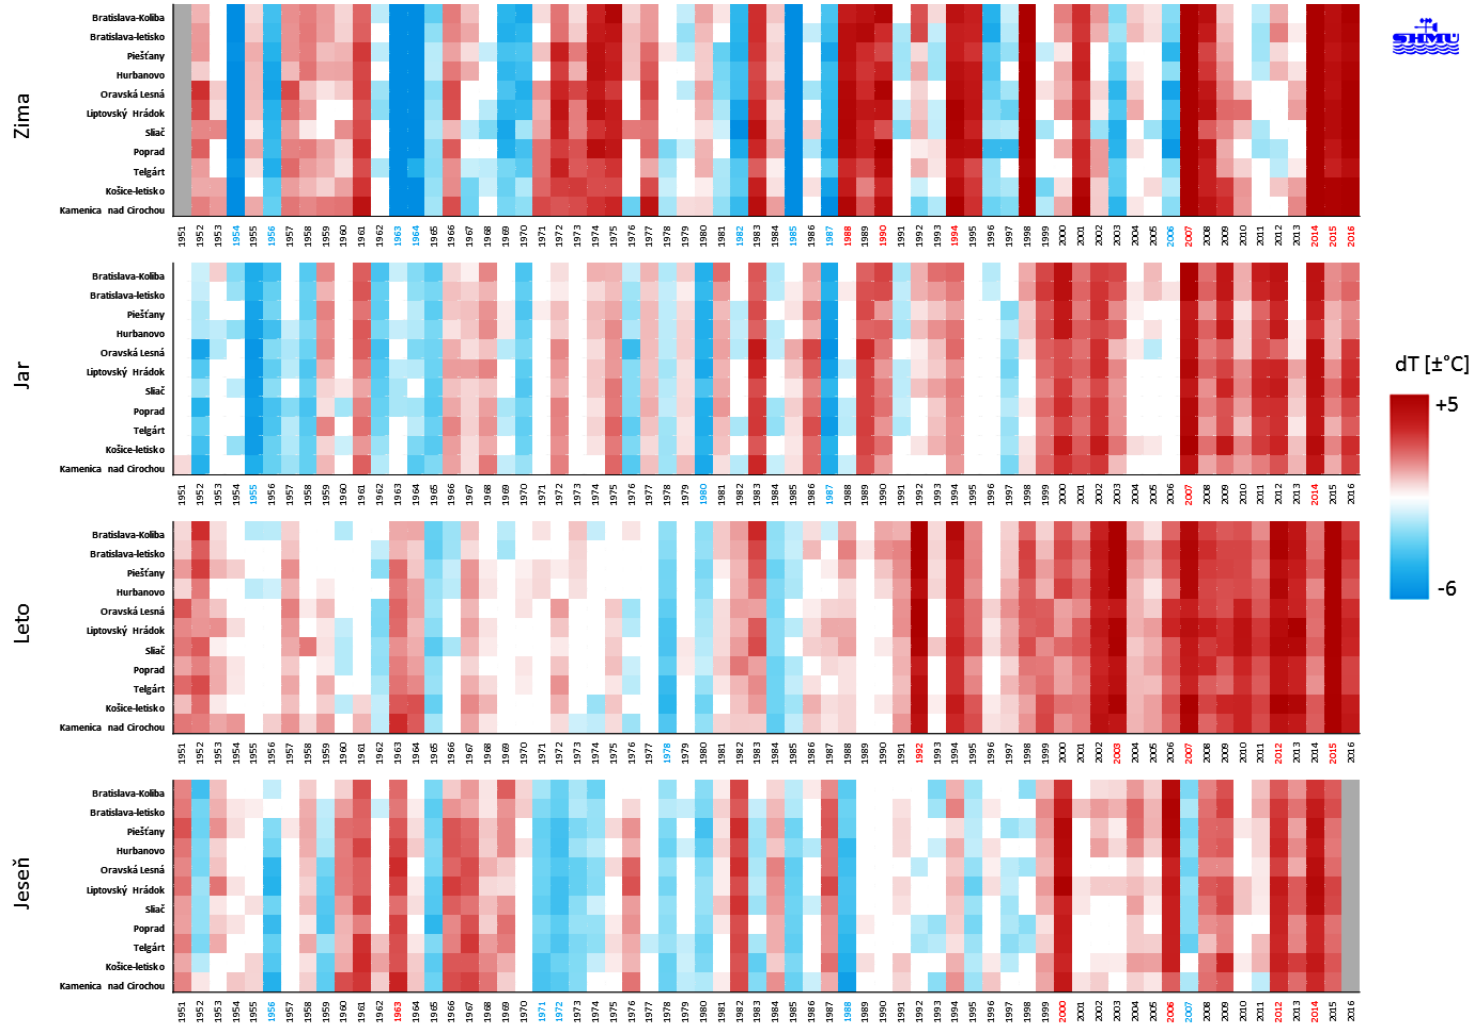 Bratislava-Koliba
SHMÚ
Bratislava-letisko
Piešťany
Hurbanovo
Oravská Lesná
Zima
Liptovský Hrádok
Sliač
Poprad
Telgárt
Košice-letisko
Kamenica nad Cirochou
1951 1952 1953 1954 1955 1956 1957 1958 1959 1960 1961 1962 1963 1964 1965 1966 1967 1968 1969 1970 1971 1972 1973 1974 1975 1976 1977 1978 1979 1980 1981 1982 1983 1984 1985 1986 1987 1988 1989 1990 1991 1992 1993 1994 1995 1996 1997 1998 1999 2000 2001 2002 2003 2004 2005 2006 2007 2008 2009 2010 2011 2012 2013 2014 2015 2016
Bratislava-Koliba
Bratislava-letisko
Piešťany
Hurbanovo
Oravská Lesná
Jar
Liptovský Hrádok
Sliač
Poprad
Telgárt
Košice-letisko
Kamenica nad Cirochou
1951 1952 1953 1954 1955 1956 1957 1958 1959 1960 1961 1962 1963 1964 1965 1966 1967 1968 1969 1970 1971 1972 1973 1974 1975 1976 1977 1978 1979 1980 1981 1982 1983 1984 1985 1986 1987 1988 1989 1990 1991 1992 1993 1994 1995 1996 1997 1998 1999 2000 2001 2002 2003 2004 2005 2006 2007 2008 2009 2010 2011 2012 2013 2014 2015 2016
dT [±°C]
+5
-6
Bratislava-Koliba
Bratislava-letisko
Piešťany
Hurbanovo
Oravská Lesná
Leto
Liptovský Hrádok
Sliač
Poprad
Telgárt
Košice-letisko
Kamenica nad Cirochou
1951 1952 1953 1954 1955 1956 1957 1958 1959 1960 1961 1962 1963 1964 1965 1966 1967 1968 1969 1970 1971 1972 1973 1974 1975 1976 1977 1978 1979 1980 1981 1982 1983 1984 1985 1986 1987 1988 1989 1990 1991 1992 1993 1994 1995 1996 1997 1998 1999 2000 2001 2002 2003 2004 2005 2006 2007 2008 2009 2010 2011 2012 2013 2014 2015 2016
Bratislava-Koliba
Bratislava-letisko
Piešťany
Hurbanovo
Oravská Lesná
Jeseň
Liptovský Hrádok
Sliač
Poprad
Telgárt
Košice-letisko
Kamenica nad Cirochou
1951 1952 1953 1954 1955 1956 1957 1958 1959 1960 1961 1962 1963 1964 1965 1966 1967 1968 1969 1970 1971 1972 1973 1974 1975 1976 1977 1978 1979 1980 1981 1982 1983 1984 1985 1986 1987 1988 1989 1990 1991 1992 1993 1994 1995 1996 1997 1998 1999 2000 2001 2002 2003 2004 2005 2006 2007 2008 2009 2010 2011 2012 2013 2014 2015 2016